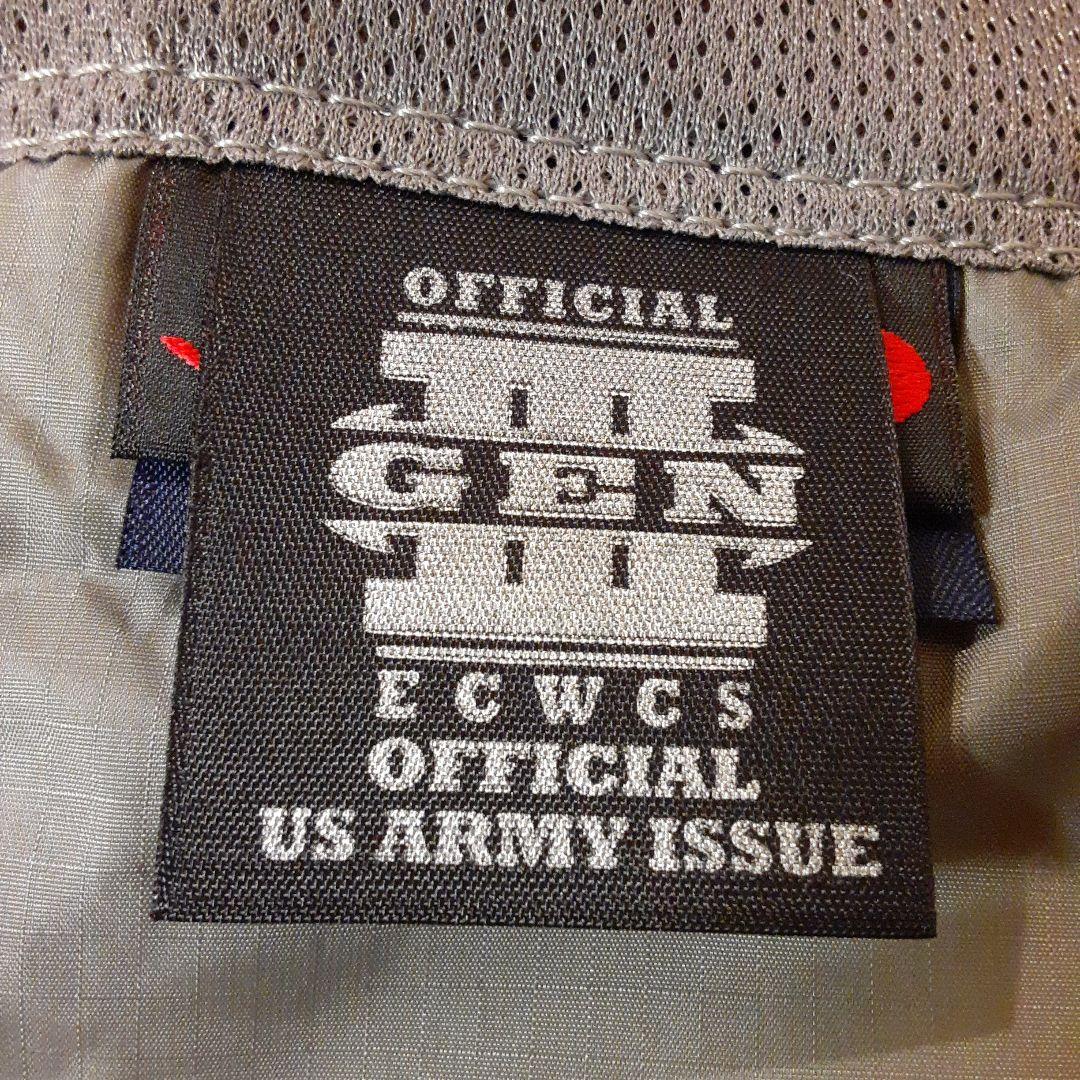 OFFICIAL
III
GEN
ECWCS
OFFICIAL
US ARMY ISSUE